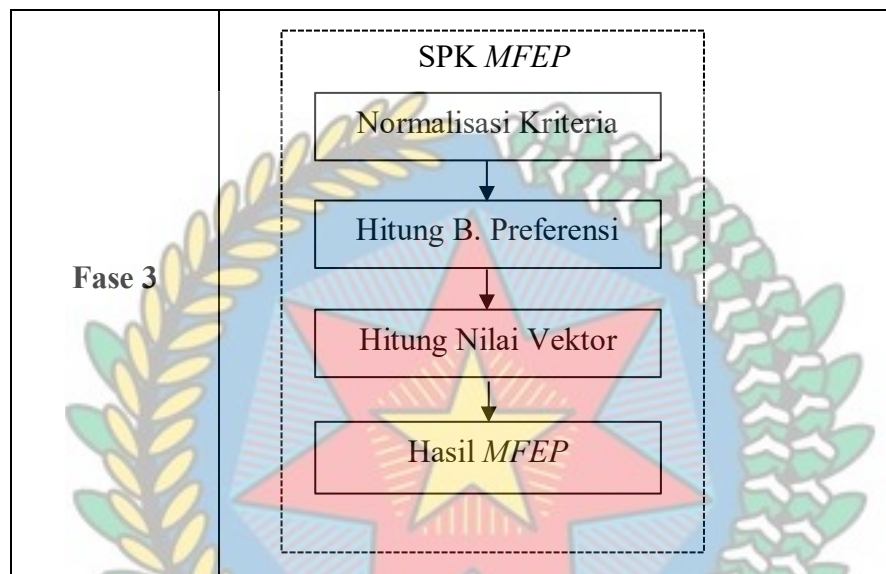 SPK MFEP
Normalisasi Kriteria
Hitung B. Preferensi
Fase 3
Hitung Nilai Vektor
Hasil MFEP